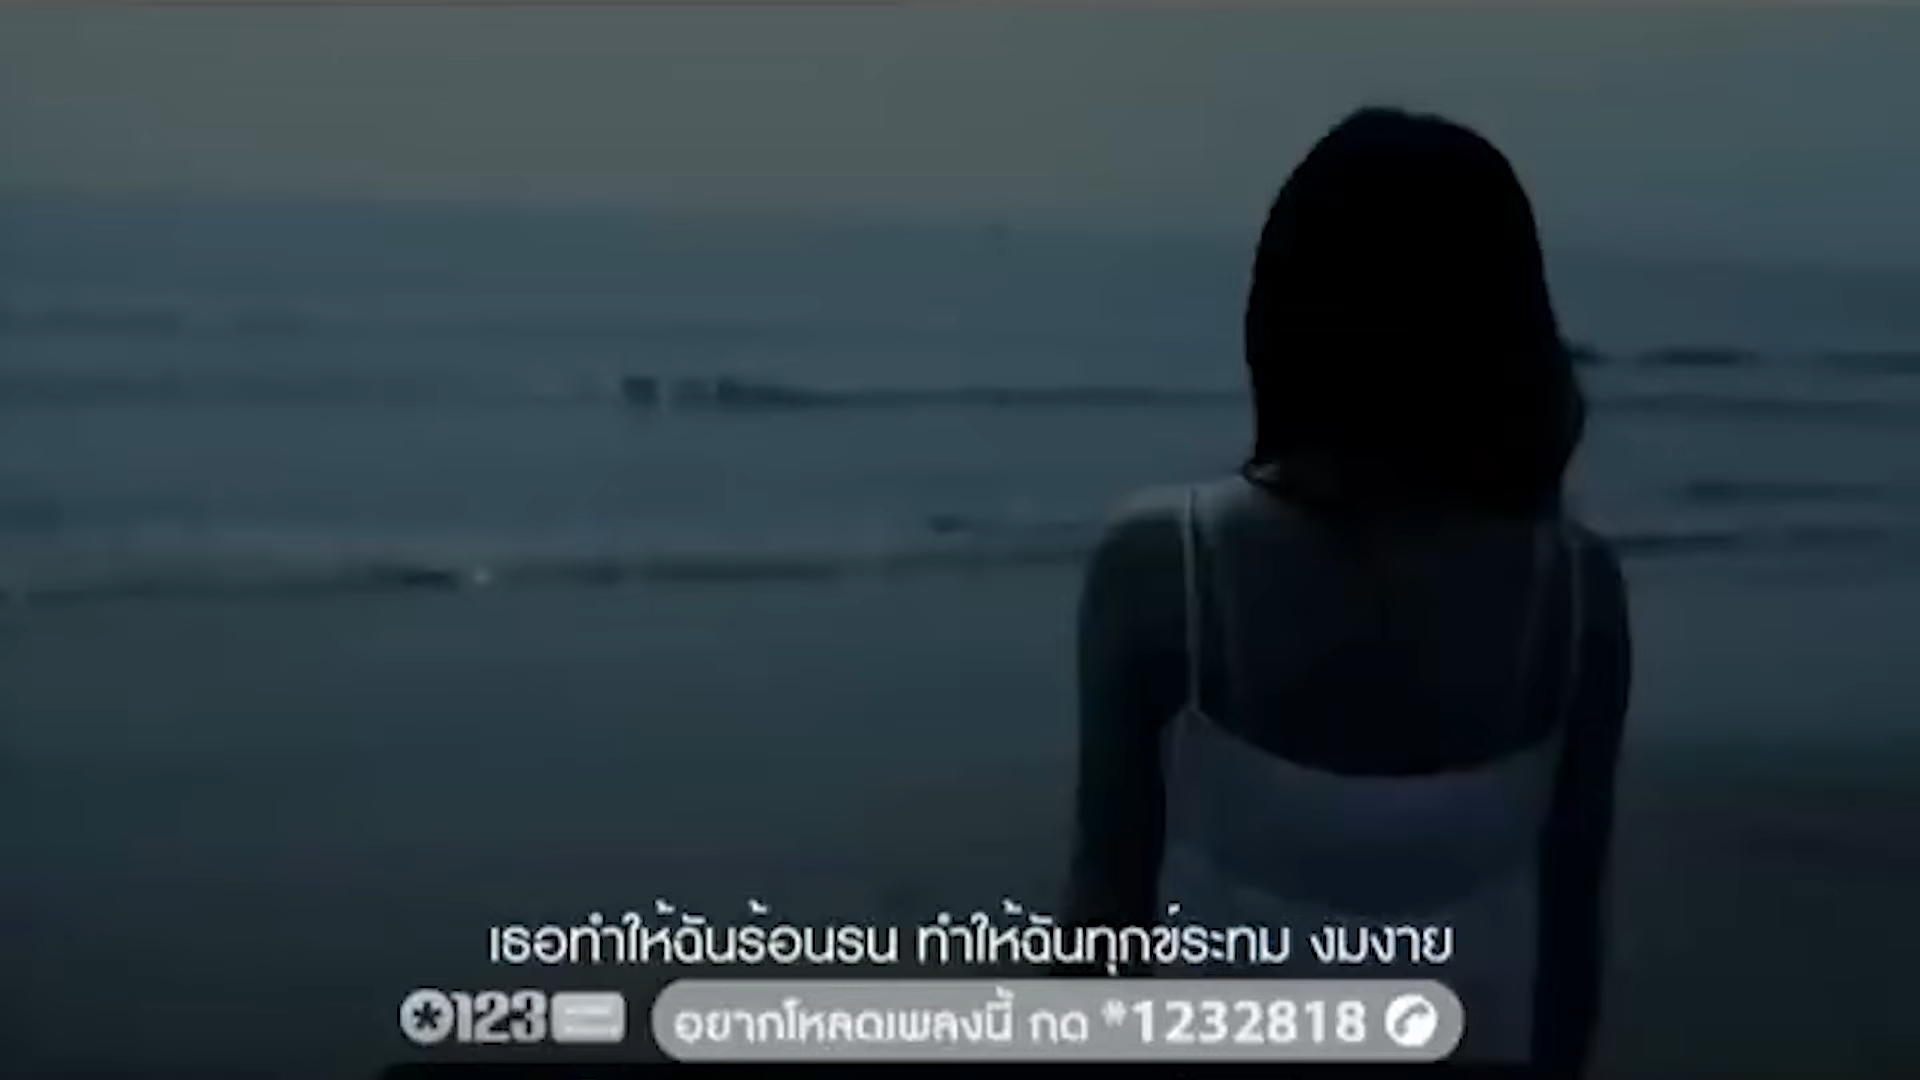 เธอทำให้ฉันร้อนรน ทำให้ฉันทุกข์ระทม งมงาย
*123 อยากโหลดเพลงนี้ กด *1232818